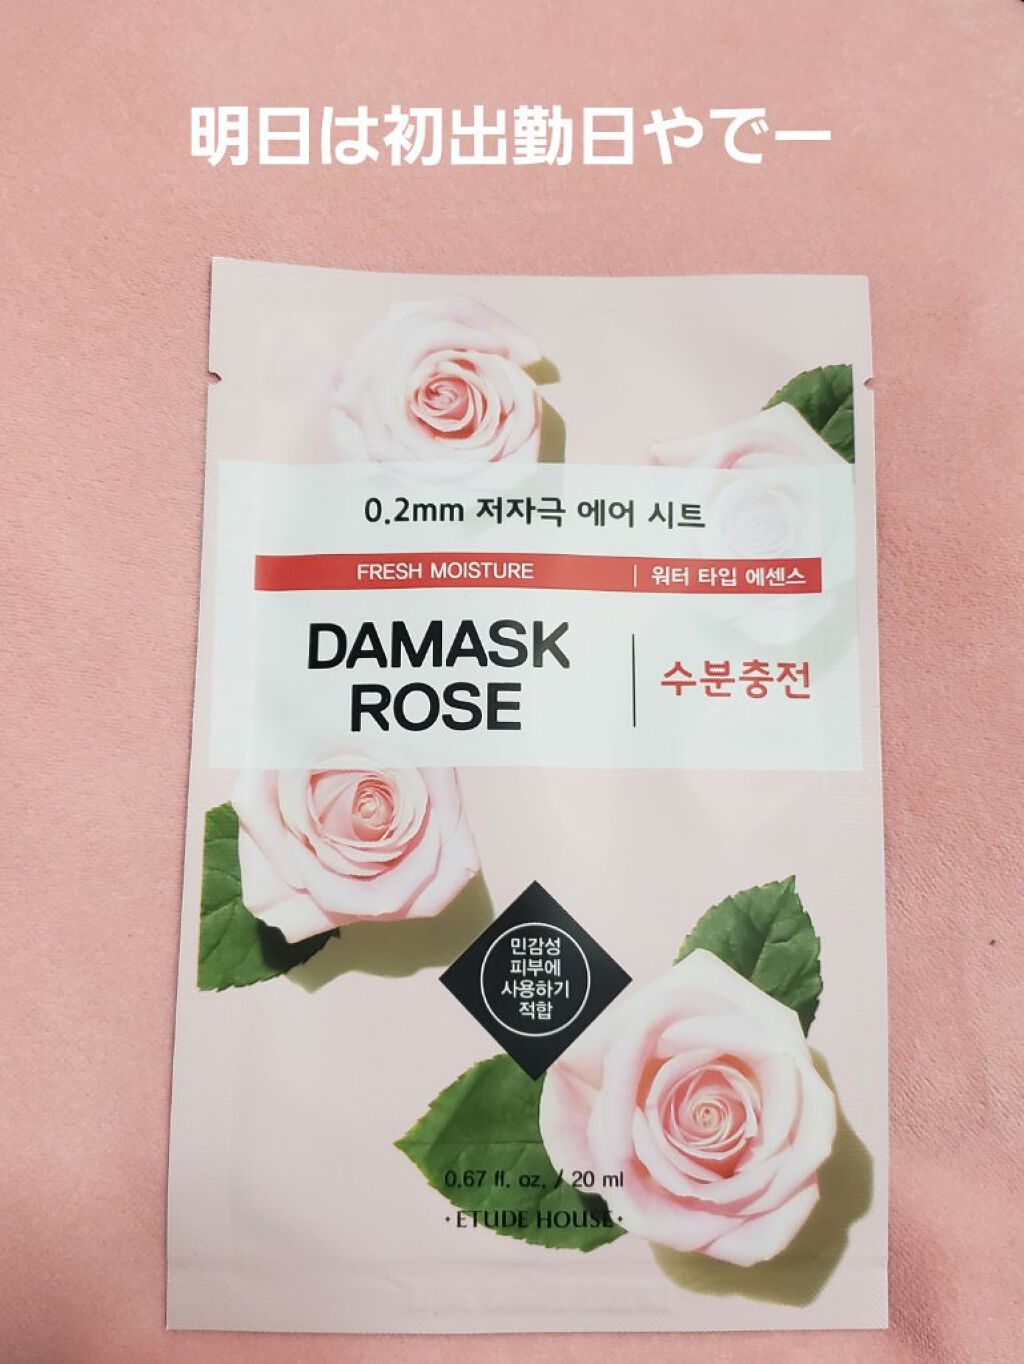 明日は初出勤日やでー
0.2mm 저자극 에어 시트
FRESH MOISTURE | 워터 타입 에센스
DAMASK
ROSE
수분충전
민감성
피부에
사용하기
적합
0.67 fl. oz. / 20 ml
·ETUDE HOUSE·